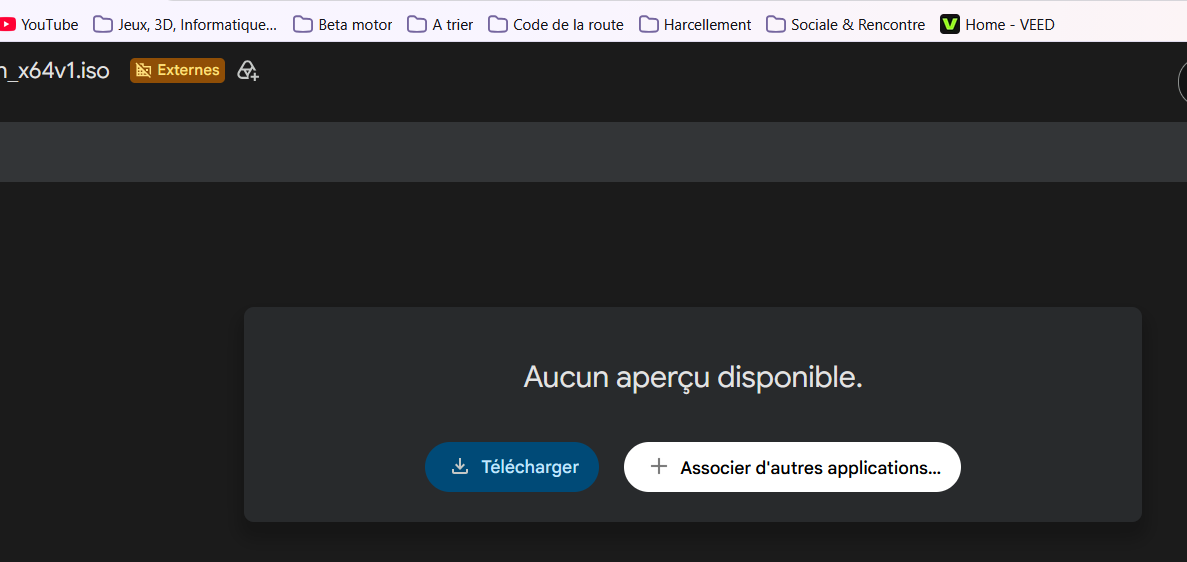 YouTube Jeux, 3D, Informatique... Beta motor A trier Code de la route Harcellement Sociale & Rencontre Home - VEED
n_x64v1.iso Externes
Aucun aperçu disponible.
Télécharger Associer d'autres applications...